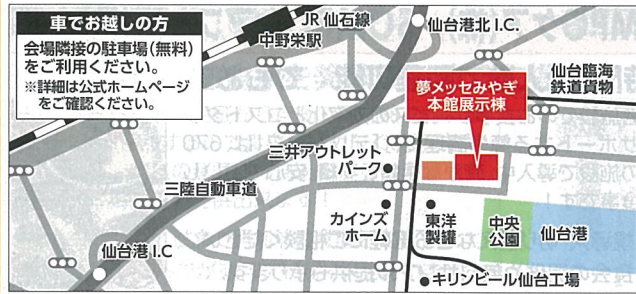 車でお越しの方
会場隣接の駐車場(無料)
をご利用ください。
※詳細は公式ホームページ
をご確認ください。
JR 仙石線
中野栄駅
仙台港北 I.C.
仙台臨海
鉄道貨物
夢メッセみやぎ
本館展示棟
三井アウトレット
パーク
三陸自動車道
カインズ
ホーム
東洋
製罐
中央
公園
仙台港
仙台港 I.C
キリンビール仙台工場